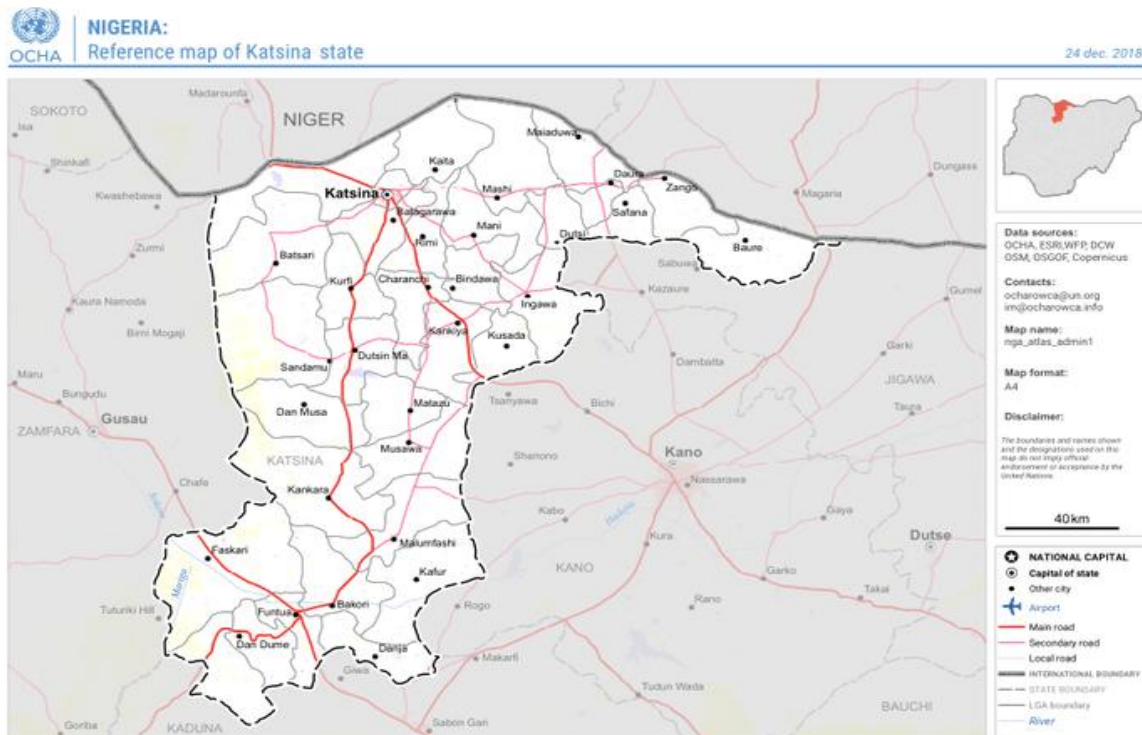 OCHA
NIGERIA:
Reference map of Katsina state
24 dec. 2018
SOKOTO
Isa
Shinkafi
Madarounfa
NIGER
Kwashebawa
Zurmi
Kaura Namoda
Birni Mogaji
Maru
Bungudu
Gusau
ZAMFARA
Chafe
Katsina
Kaita
Maiaduwa
Mashi
Daura
Zango
Safana
Batagarawa
Rimi
Mani
Dutsi
Baure
Batsari
Kurfi
Charanchi
Bindawa
Ingawa
Kankiya
Kusada
Sandamu
Dutsin Ma
Dan Musa
Matazu
Musawa
KATSINA
Kankara
Malumfashi
Faskari
Mariga
Kafur
Funtua
Bakori
Dan Dume
Danja
Tuturiki Hill
Goriba
KADUNA
Giwa
Sabon Gari
Makarfi
Rogo
Tudun Wada
BAUCHI
Magaria
Dungass
Sabuwa
Kazaure
Gumel
Dambatta
Garki
JIGAWA
Taura
Tsanyawa
Bichi
Shanono
Kano
Nassarawa
Kabo
Kura
Gaya
Dutse
KANO
Garko
Takai
Rano
Data sources:
OCHA, ESRI,WFP, DCW
OSM, OSGOF, Copernicus
Contacts:
ocharowca@un.org
im@ocharowca.info
Map name:
nga_atlas_admin1
Map format:
A4
Disclaimer:
The boundaries and names shown
and the designations used on this
map do not imply official
endorsement or acceptance by the
United Nations.
40km
NATIONAL CAPITAL
Capital of state
Other city
Airport
Main road
Secondary road
Local road
INTERNATIONAL BOUNDARY
STATE BOUNDARY
LGA boundary
River